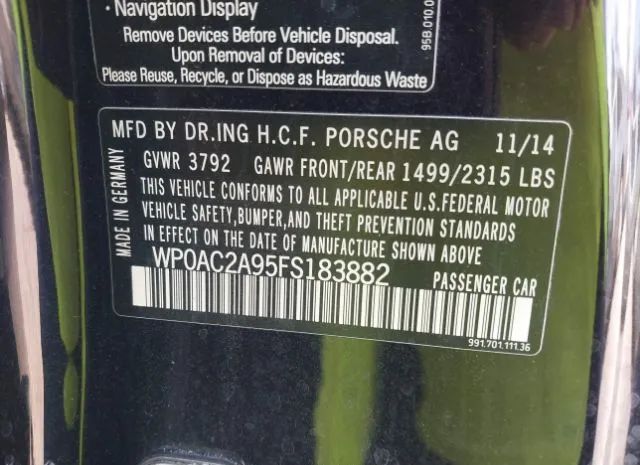 · Navigation Display
Remove Devices Before Vehicle Disposal.
Upon Removal of Devices:
Please Reuse, Recycle, or Dispose as Hazardous Waste
95B.010.0
MFD BY DR.ING H.C.F. PORSCHE AG 11/14
GVWR 3792 GAWR FRONT/REAR 1499/2315 LBS
THIS VEHICLE CONFORMS TO ALL APPLICABLE U.S.FEDERAL MOTOR
VEHICLE SAFETY,BUMPER,AND THEFT PREVENTION STANDARDS
IN EFFECT ON THE DATE OF MANUFACTURE SHOWN ABOVE
WP0AC2A95FS183882 PASSENGER CAR
MADE IN GERMANY
991.701.111.36